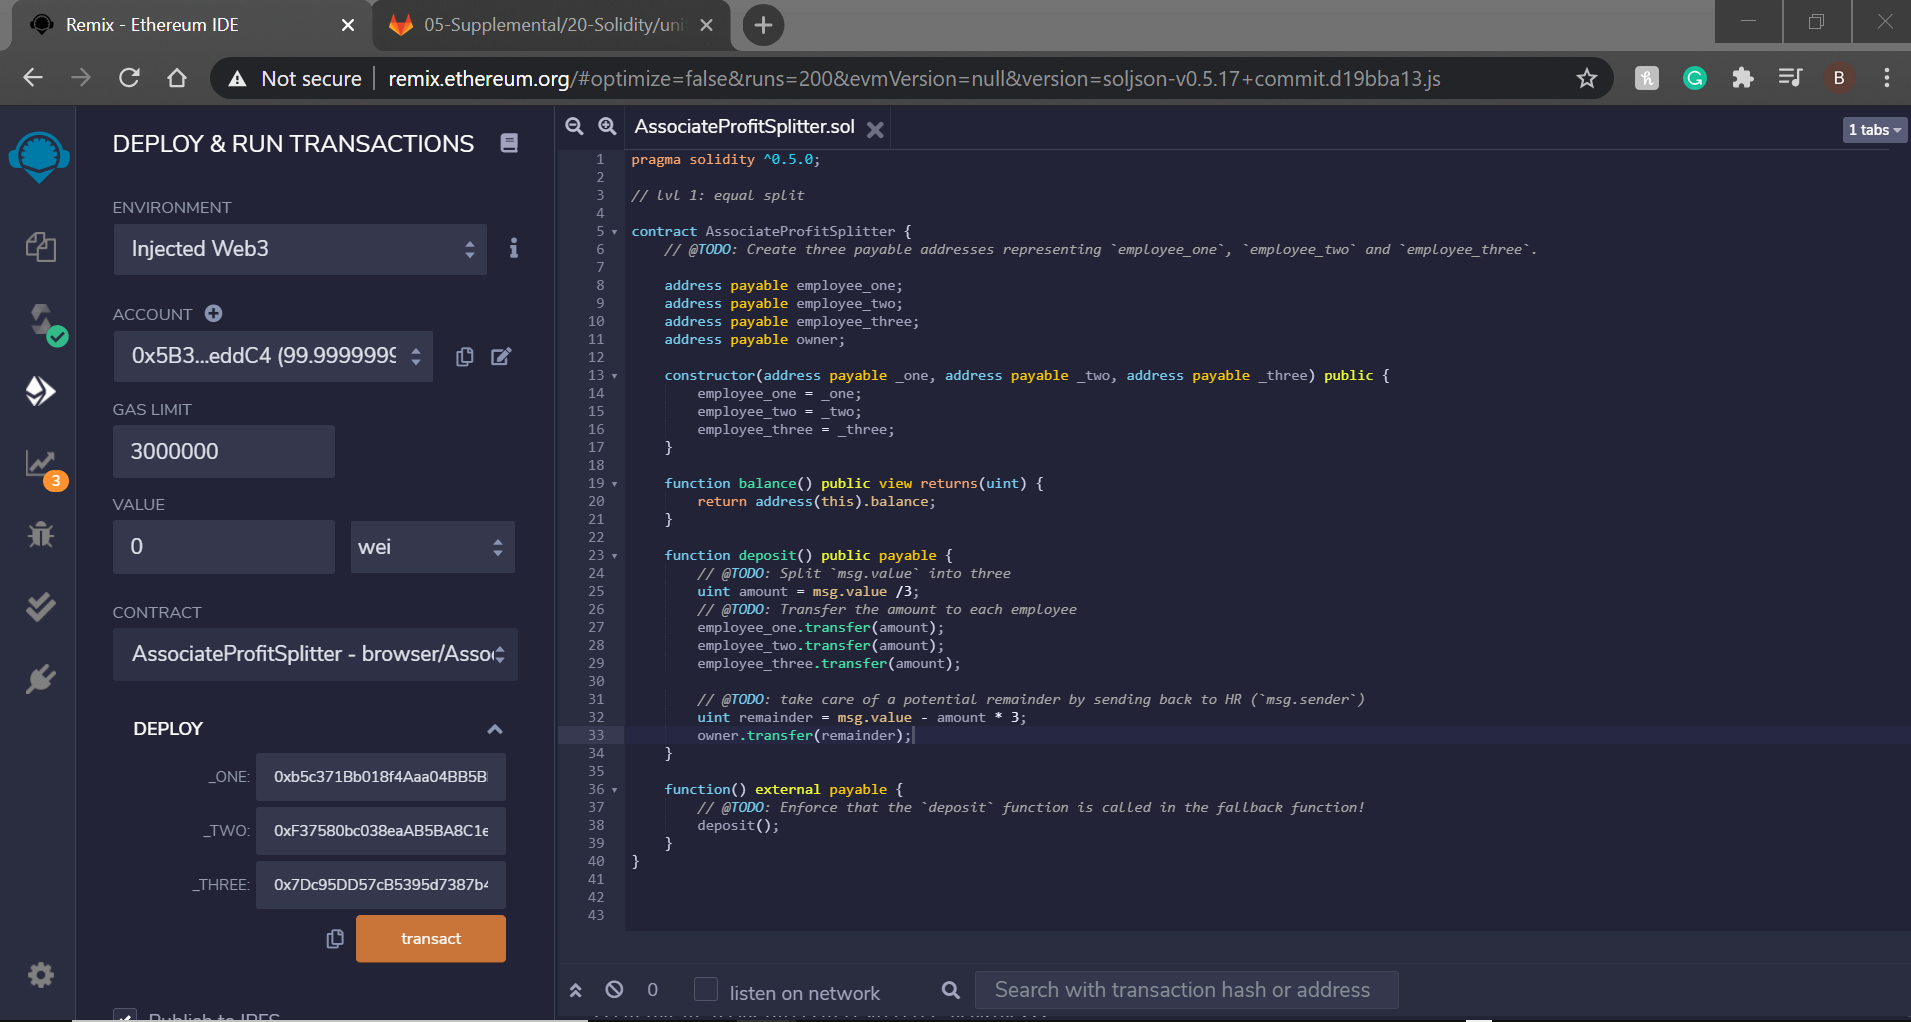 Remix - Ethereum IDE
05-Supplemental/20-Solidity/uni
Not secure
remix.ethereum.org/#optimize=false&runs=200&evmVersion=null&version=soljson-v0.5.17+commit.d19bba13.js
B
DEPLOY & RUN TRANSACTIONS
ENVIRONMENT
Injected Web3
ACCOUNT
0x5B3...eddC4 (99.9999999
GAS LIMIT
3000000
3
VALUE
0
wei
CONTRACT
AssociateProfitSplitter - browser/Asso
DEPLOY
_ONE: 0xb5c371Bb018f4Aaa04BB5B
_TWO: 0xF37580bc038eaAB5BA8C1e
_THREE: 0x7Dc95DD57cB5395d7387b4
transact
Publish to IPFS
AssociateProfitSplitter.sol
1 tabs
1 pragma solidity ^0.5.0;
2
3 // lvl 1: equal split
4
5 contract AssociateProfitSplitter {
6 // @TODO: Create three payable addresses representing `employee_one`, `employee_two` and `employee_three`.
7
8 address payable employee_one;
9 address payable employee_two;
10 address payable employee_three;
11 address payable owner;
12
13 constructor(address payable _one, address payable _two, address payable _three) public {
14 employee_one = _one;
15 employee_two = _two;
16 employee_three = _three;
17 }
18
19 function balance() public view returns(uint) {
20 return address(this).balance;
21 }
22
23 function deposit() public payable {
24 // @TODO: Split `msg.value` into three
25 uint amount = msg.value /3;
26 // @TODO: Transfer the amount to each employee
27 employee_one.transfer(amount);
28 employee_two.transfer(amount);
29 employee_three.transfer(amount);
30
31 // @TODO: take care of a potential remainder by sending back to HR (`msg.sender`)
32 uint remainder = msg.value - amount * 3;
33 owner.transfer(remainder);
34 }
35
36 function() external payable {
37 // @TODO: Enforce that the `deposit` function is called in the fallback function!
38 deposit();
39 }
40 }
41
42
43
0
listen on network
Search with transaction hash or address